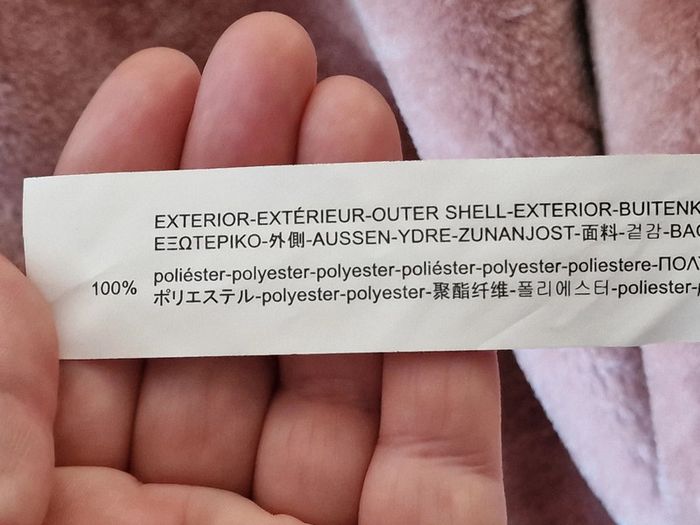 EXTERIOR-EXTÉRIEUR-OUTER SHELL-EXTERIOR-BUITENK
ΕΞΩΤΕΡΙΚΟ-外側-AUSSEN-YDRE-ZUNANJOST-面料-겉감-BAC
100% poliéster-polyester-polyester-poliéster-polyester-poliestere-ΠΟΛΥ
ポリエステル-polyester-polyester-聚酯纤维-폴리에스터-poliester-